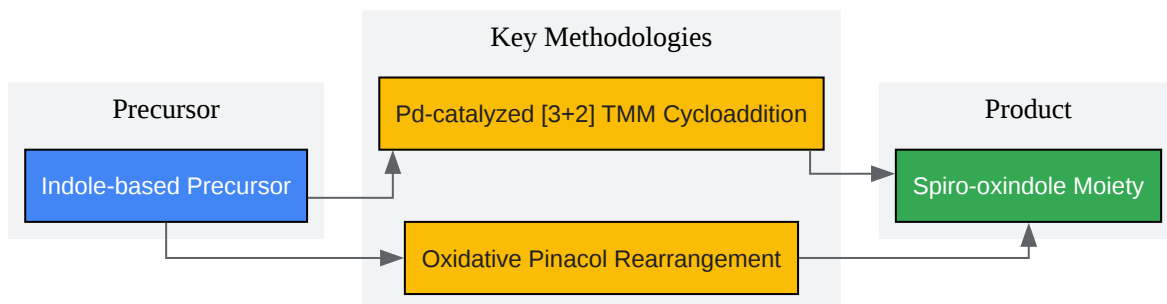 Key Methodologies
Precursor
Pd-catalyzed [3+2] TMM Cycloaddition
Product
Indole-based Precursor
Spiro-oxindole Moiety
Oxidative Pinacol Rearrangement